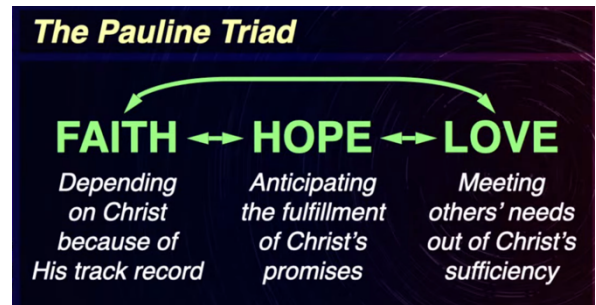 The Pauline Triad
FAITH HOPE LOVE
Depending
on Christ
because of
His track record
Anticipating
the fulfillment
of Christ's
promises
Meeting
others' needs
out of Christ's
sufficiency